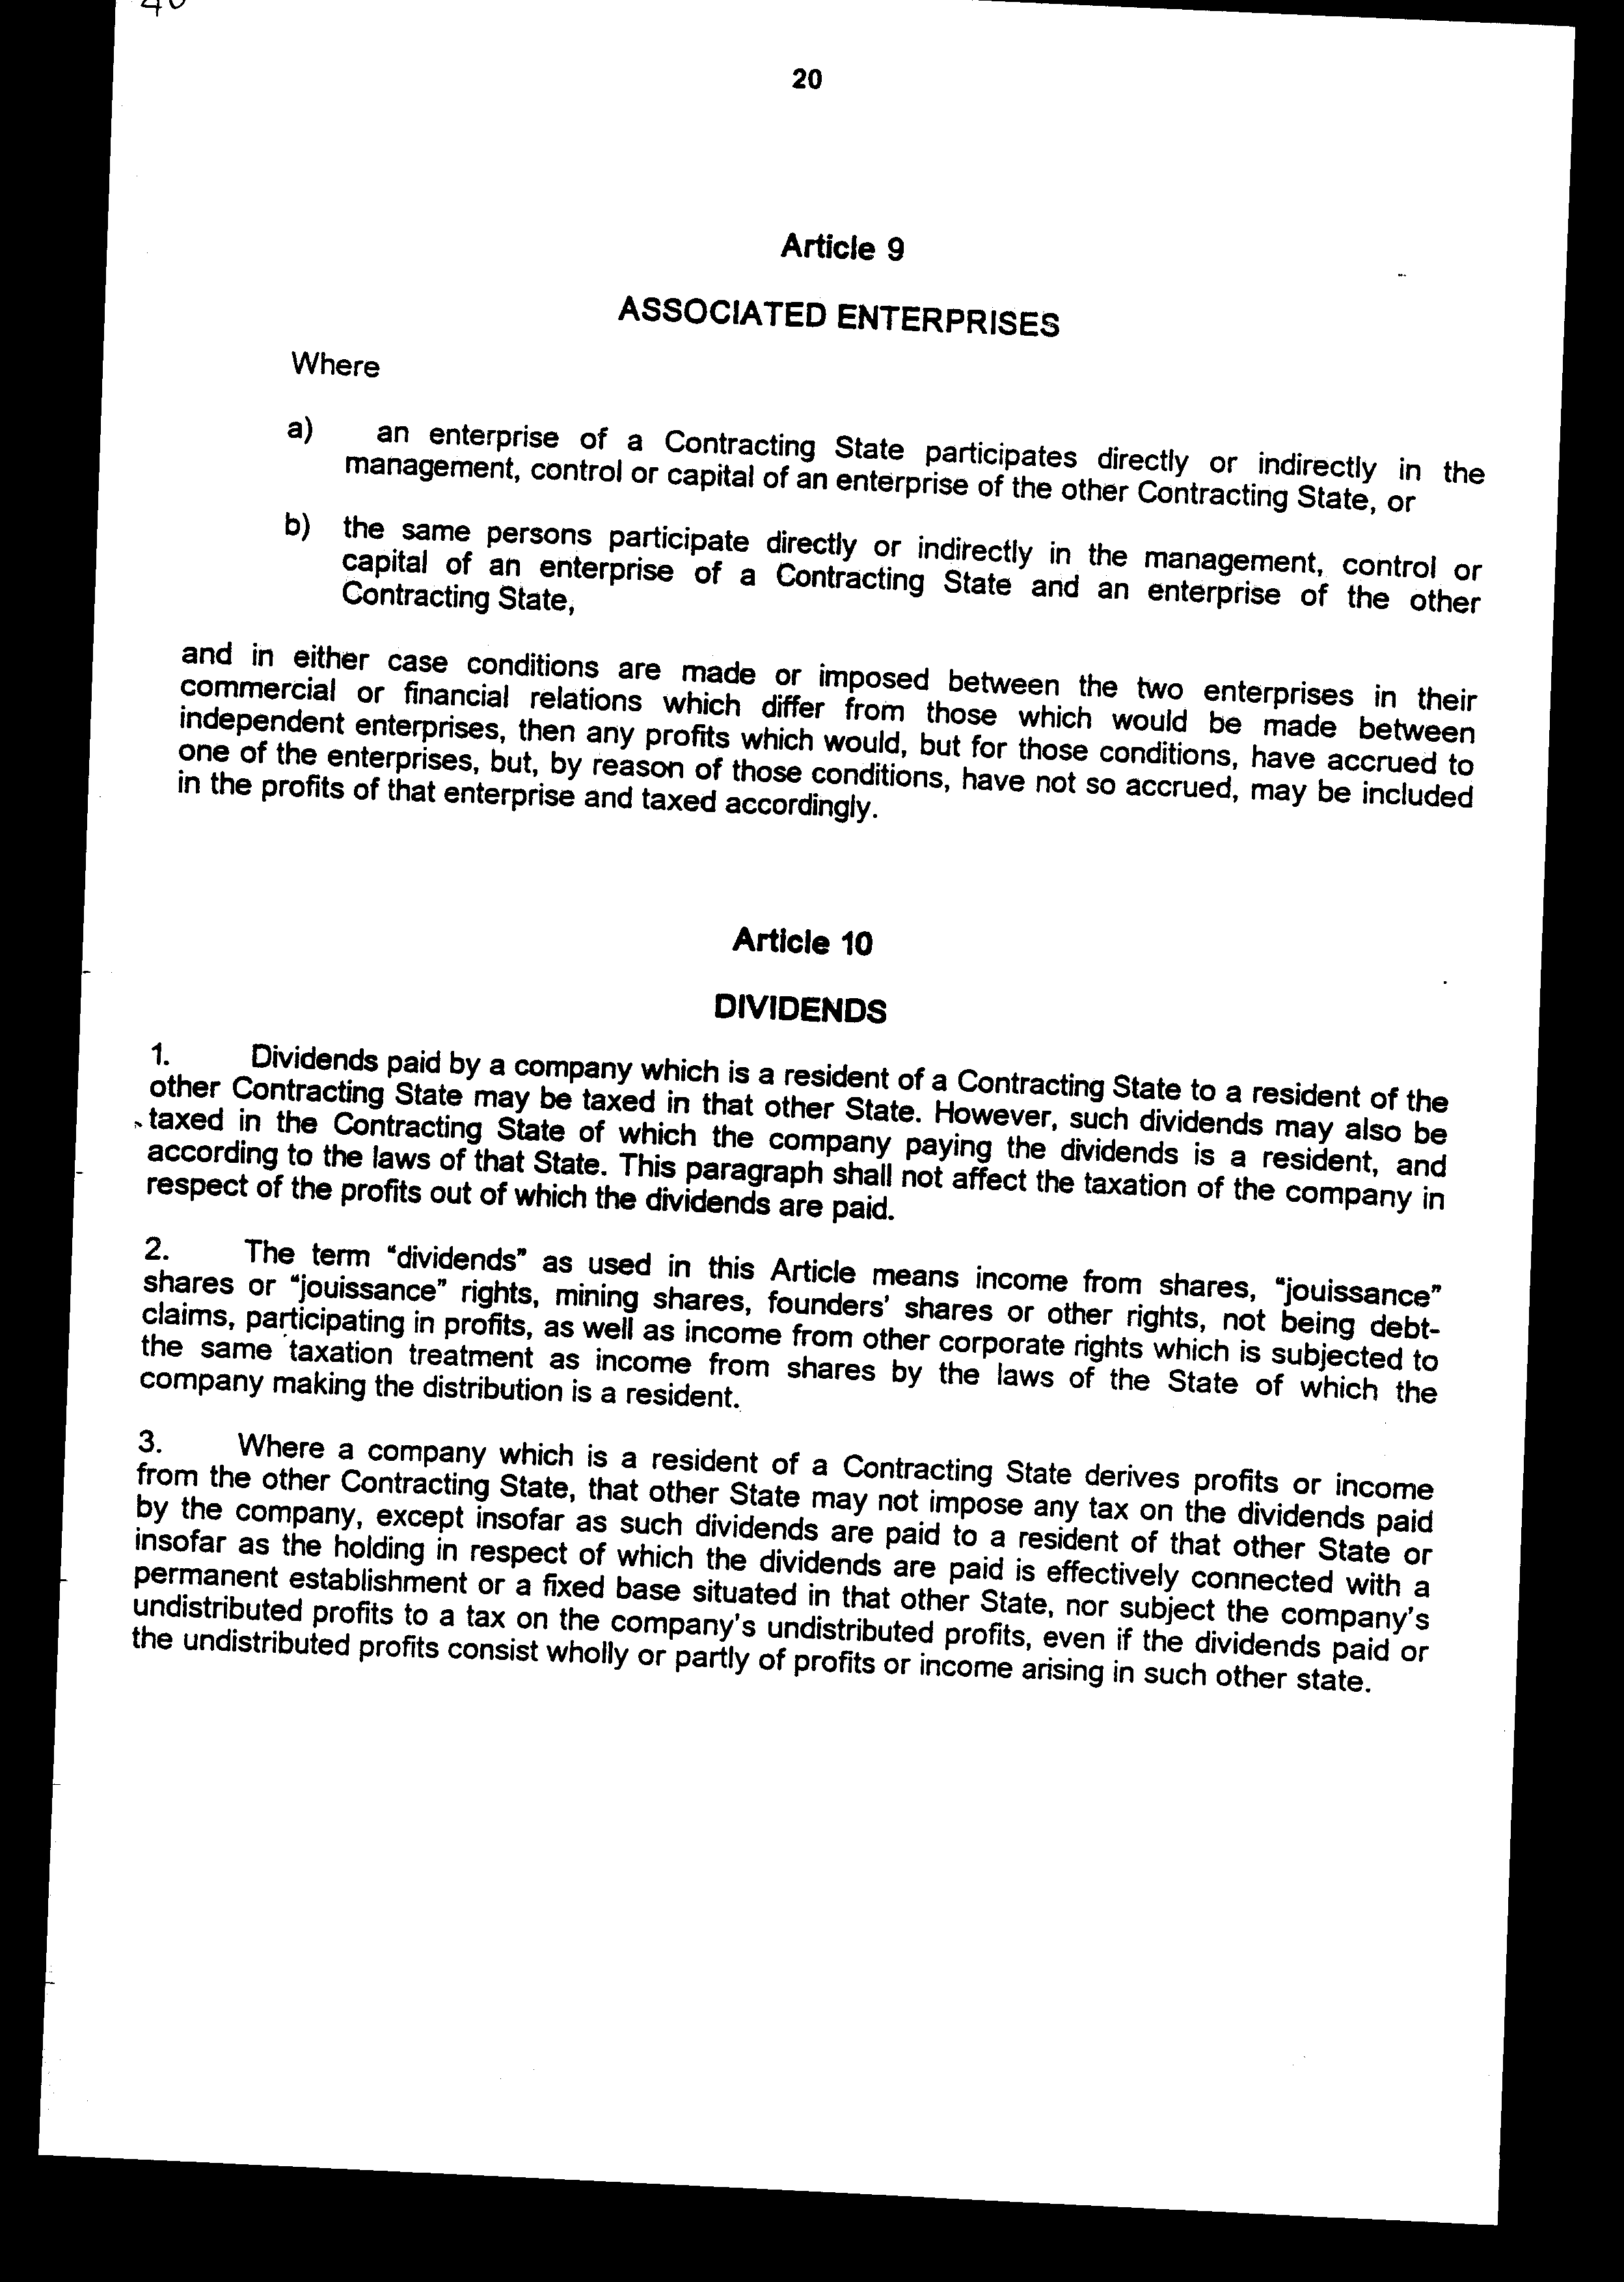 20
Article 9
ASSOCIATED ENTERPRISES
Where
a) an enterprise of a Contracting State participates directly or indirectly in the
management, control or capital of an enterprise of the other Contracting State, or
b) the same persons participate directly or indirectly in the management, control or
capital of an enterprise of a Contracting State and an enterprise of the other
Contracting State,
and in either case conditions are made or imposed between the two enterprises in their
commercial or financial relations which differ from those which would be made between
independent enterprises, then any profits which would, but for those conditions, have accrued to
one of the enterprises, but, by reason of those conditions, have not so accrued, may be included
in the profits of that enterprise and taxed accordingly.
Article 10
DIVIDENDS
1. Dividends paid by a company which is a resident of a Contracting State to a resident of the
other Contracting State may be taxed in that other State. However, such dividends may also be
taxed in the Contracting State of which the company paying the dividends is a resident, and
according to the laws of that State. This paragraph shall not affect the taxation of the company in
respect of the profits out of which the dividends are paid.
2. The term “dividends” as used in this Article means income from shares, “jouissance”
shares or “jouissance” rights, mining shares, founders’ shares or other rights, not being debt-
claims, participating in profits, as well as income from other corporate rights which is subjected to
the same taxation treatment as income from shares by the laws of the State of which the
company making the distribution is a resident.
3. Where a company which is a resident of a Contracting State derives profits or income
from the other Contracting State, that other State may not impose any tax on the dividends paid
by the company, except insofar as such dividends are paid to a resident of that other State or
insofar as the holding in respect of which the dividends are paid is effectively connected with a
permanent establishment or a fixed base situated in that other State, nor subject the company’s
undistributed profits to a tax on the company’s undistributed profits, even if the dividends paid or
the undistributed profits consist wholly or partly of profits or income arising in such other state.